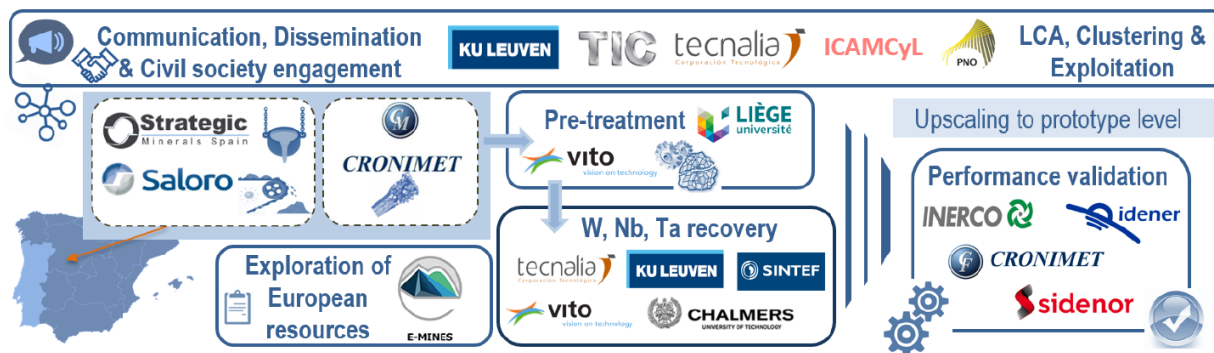 Communication, Dissemination
& Civil society engagement
KU LEUVEN
TIC
tecnalia
Corporación Tecnológica
ICAMCyL
PNO
LCA, Clustering &
Exploitation
Strategic
Minerals Spain
Saloro
CM
CRONIMET
Pre-treatment
LIÈGE
université
vito
vision on technology
Upscaling to prototype level
W, Nb, Ta recovery
tecnalia
Corporación Tecnológica
KU LEUVEN
SINTEF
vito
vision on technology
CHALMERS
UNIVERSITY OF TECHNOLOGY
Exploration of
European
resources
E-MINES
Performance validation
INERCO
idener
CRONIMET
sidenor